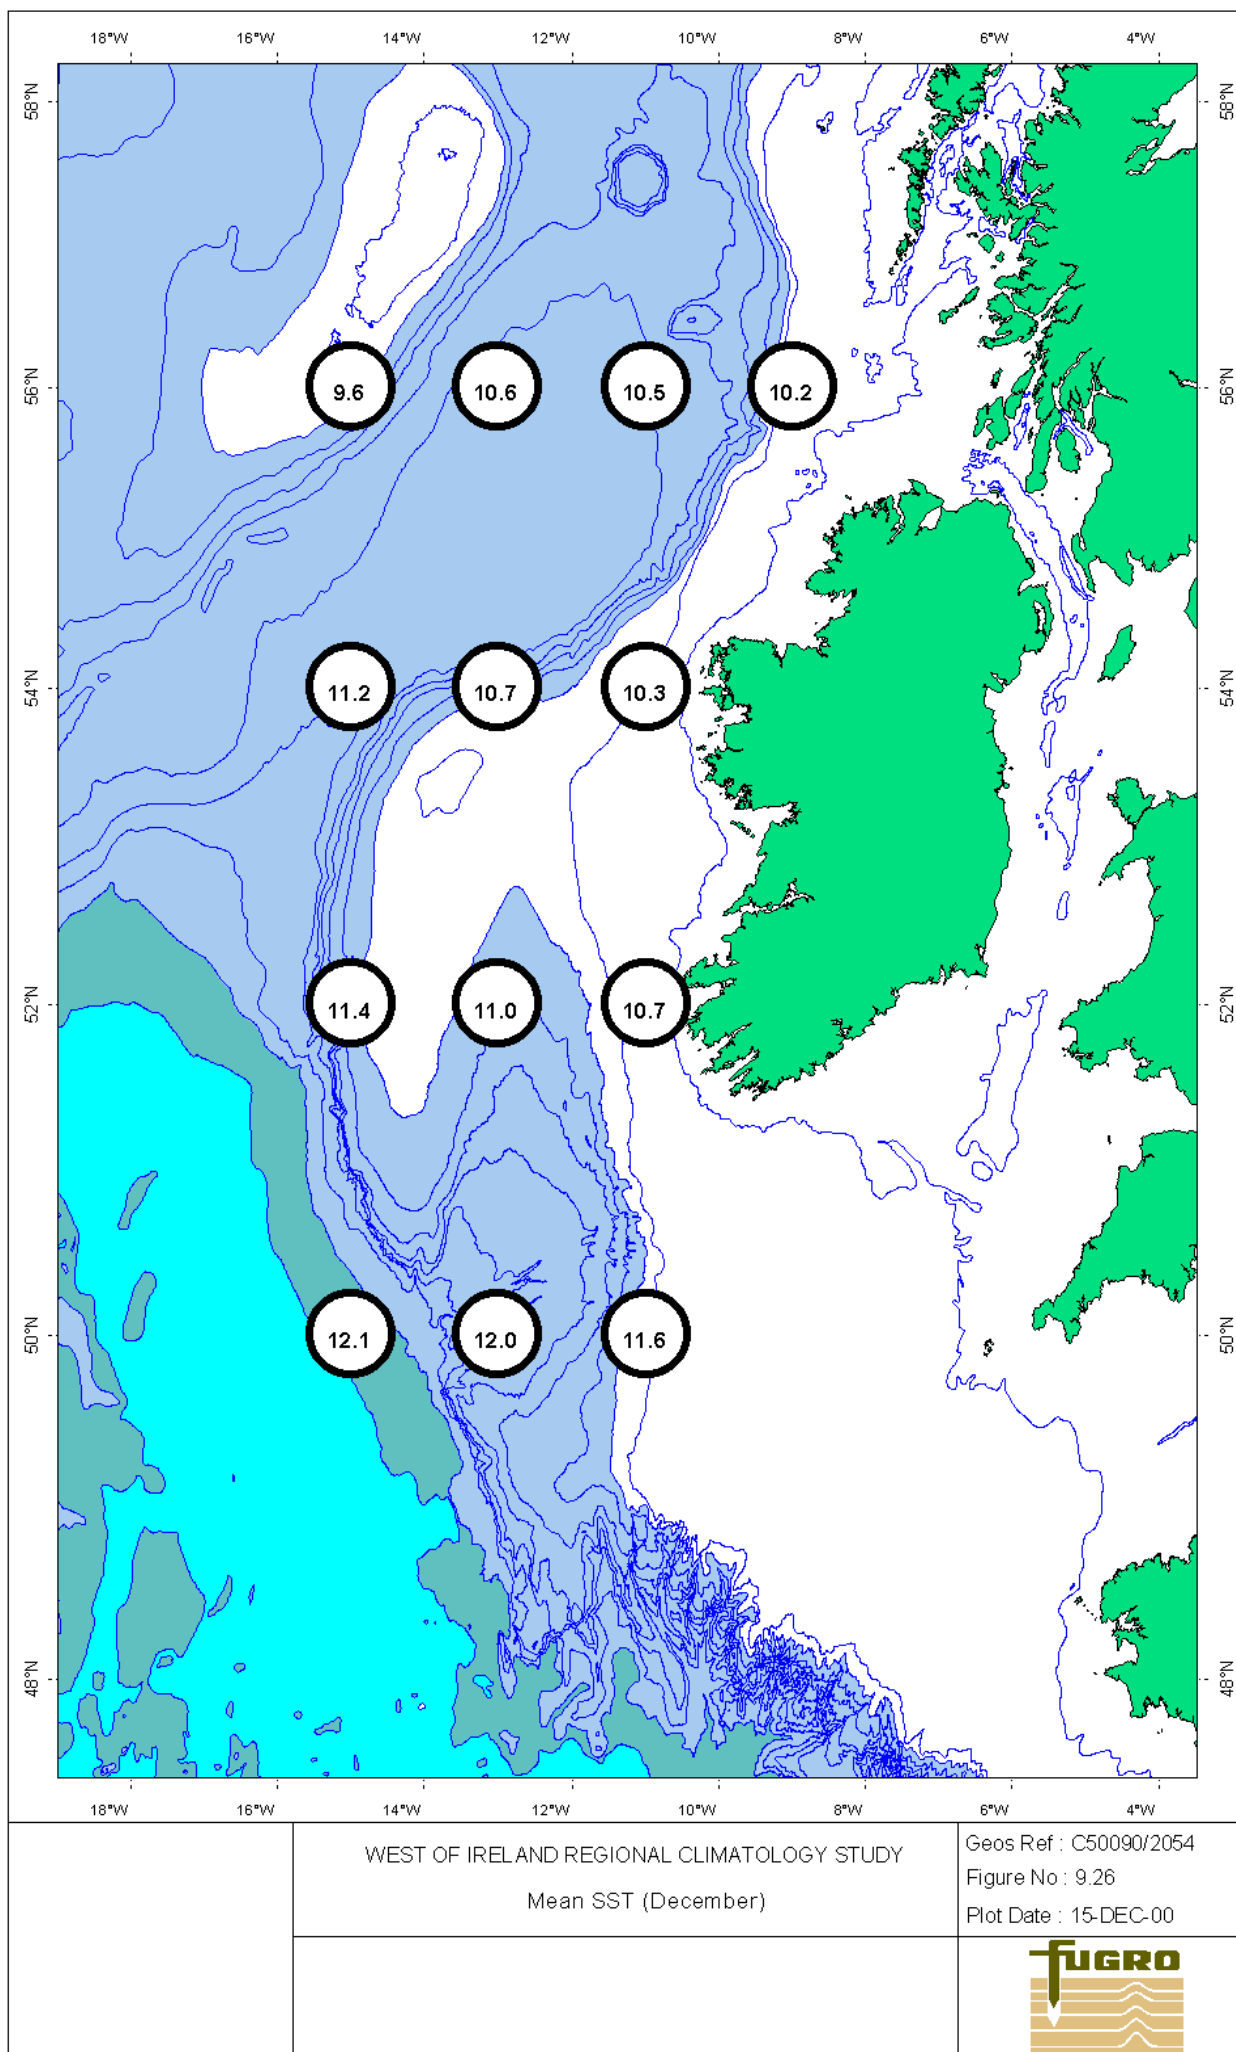 18°W 16°W 14°W 12°W 10°W 8°W 6°W 4°W
58°N 58°N
56°N 9.6 10.6 10.5 10.2 56°N
54°N 11.2 10.7 10.3 54°N
52°N 11.4 11.0 10.7 52°N
50°N 12.1 12.0 11.6 50°N
48°N 48°N
18°W 16°W 14°W 12°W 10°W 8°W 6°W 4°W
WEST OF IRELAND REGIONAL CLIMATOLOGY STUDY
Mean SST (December)
Geos Ref : C50090/2054
Figure No : 9.26
Plot Date : 15-DEC-00
FUGRO